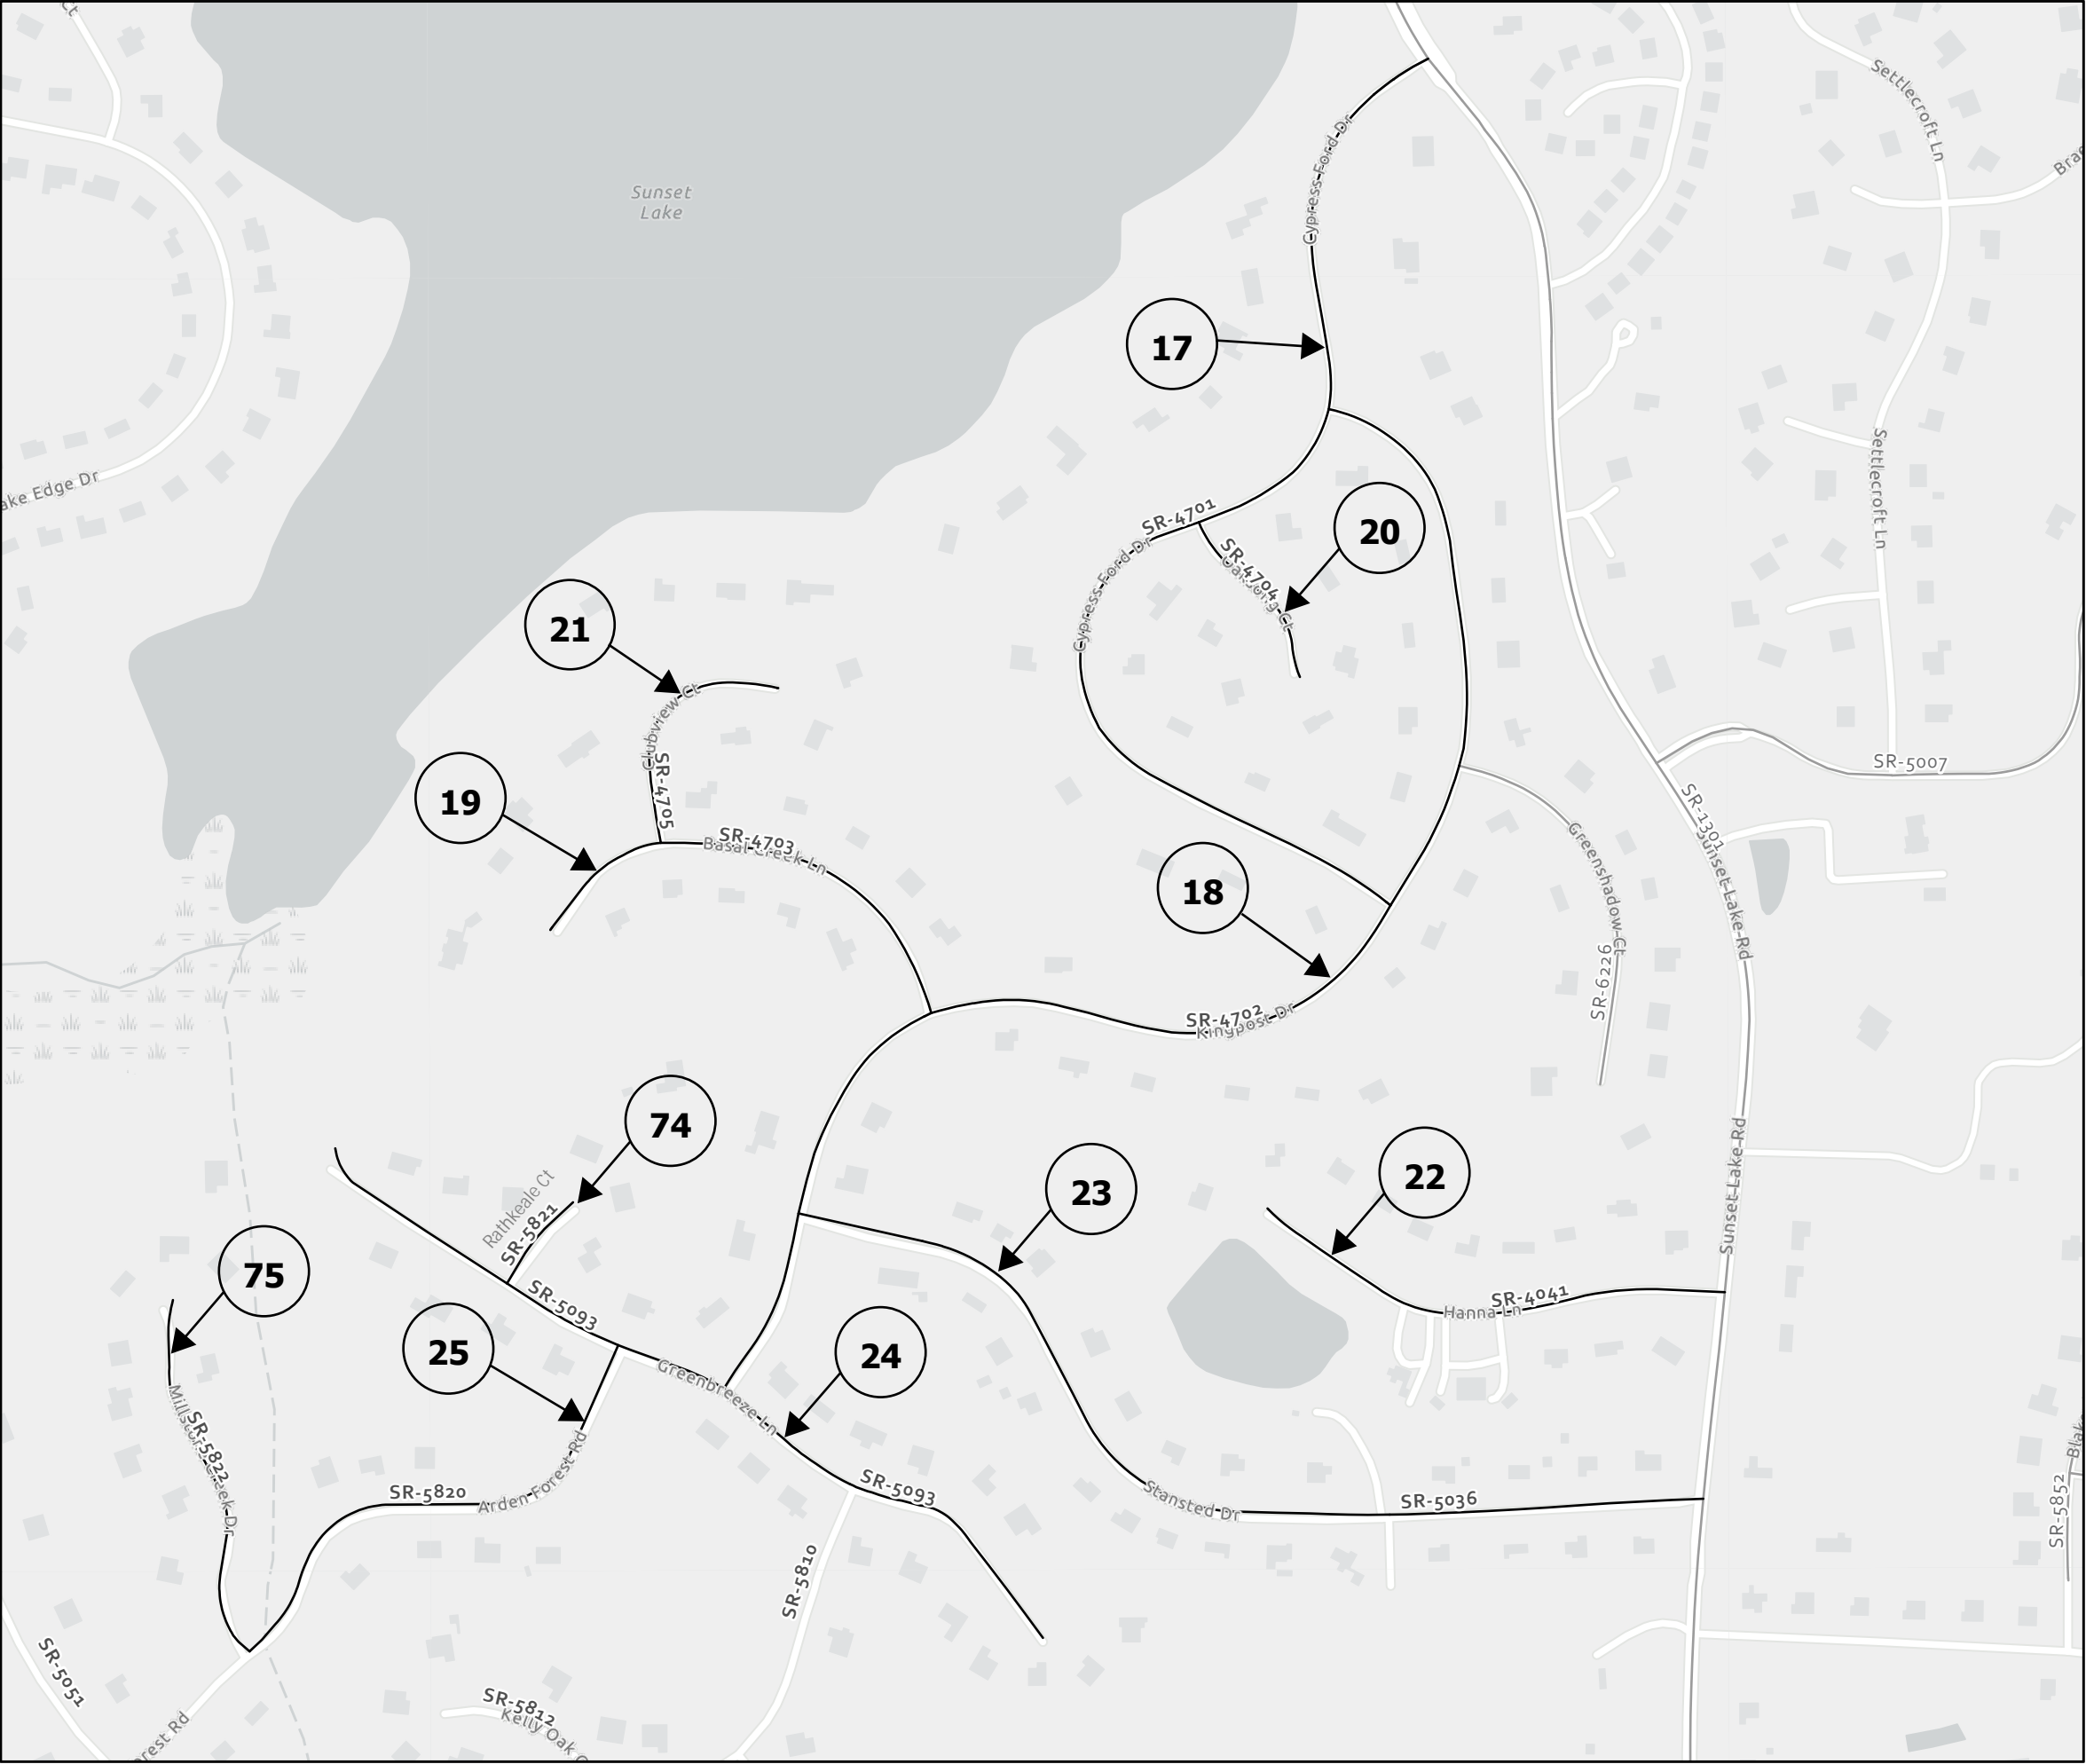 Ct
Sunset
Lake
Cypress Ford Dr
Settlecroft Ln
17
ake Edge Dr
Settlecroft Ln
SR-4701
20
Cypress Ford Dr
SR-4704
21
Clubview Ct
SR-4705
SR-5007
19
SR-1301
Sunset Lake Rd
SR-4703
Basal Creek Ln
Greenshadow Ct
18
SR-6226
SR-4702
Kingpost Dr
74
22
23
Sunset Lake Rd
Rathkeale Ct
SR-5821
75
SR-5093
SR-4041
Hanna Ln
25
24
Greenbreeze Ln
SR-5822
SR-5820
Arden Forest Rd
SR-5093
Stansted Dr
SR-5036
SR-5852
SR-5810
SR-5051
SR-5812
Kelly Oak C
orest Rd